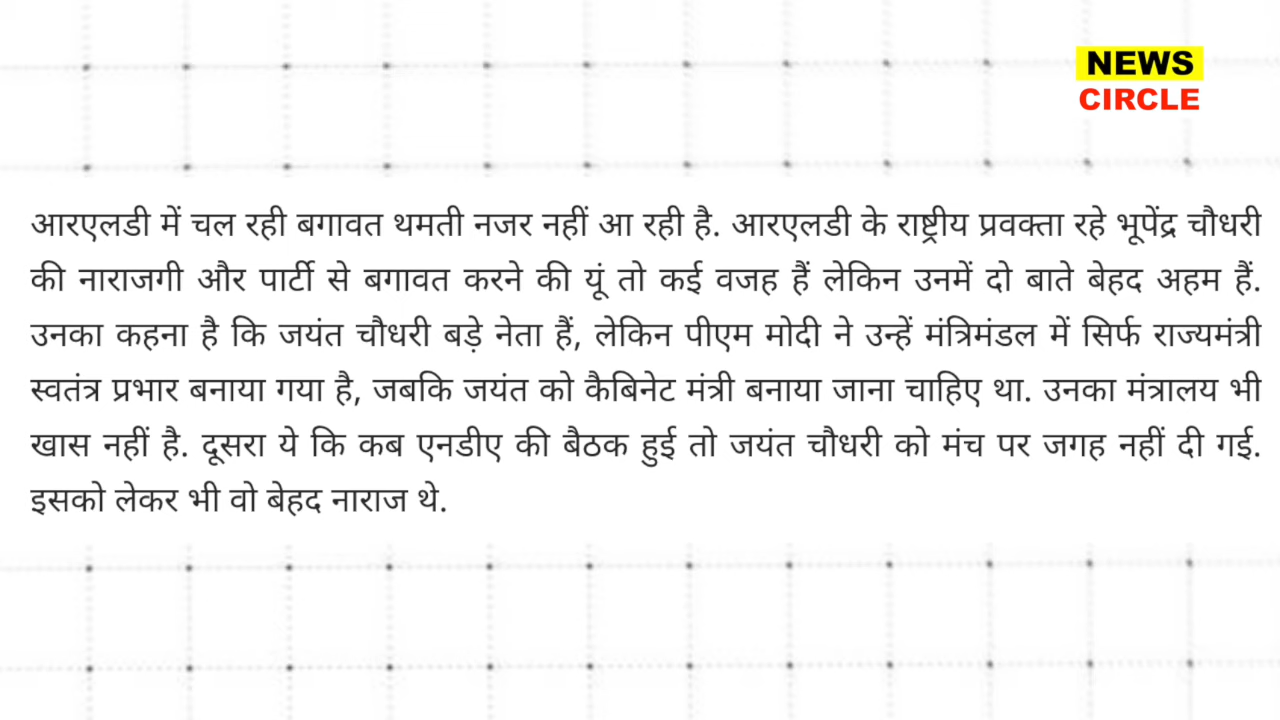 NEWS
CIRCLE
आरएलडी में चल रही बगावत थमती नजर नहीं आ रही है. आरएलडी के राष्ट्रीय प्रवक्ता रहे भूपेंद्र चौधरी
की नाराजगी और पार्टी से बगावत करने की यूं तो कई वजह हैं लेकिन उनमें दो बाते बेहद अहम हैं.
उनका कहना है कि जयंत चौधरी बड़े नेता हैं, लेकिन पीएम मोदी ने उन्हें मंत्रिमंडल में सिर्फ राज्यमंत्री
स्वतंत्र प्रभार बनाया गया है, जबकि जयंत को कैबिनेट मंत्री बनाया जाना चाहिए था. उनका मंत्रालय भी
खास नहीं है. दूसरा ये कि कब एनडीए की बैठक हुई तो जयंत चौधरी को मंच पर जगह नहीं दी गई.
इसको लेकर भी वो बेहद नाराज थे.